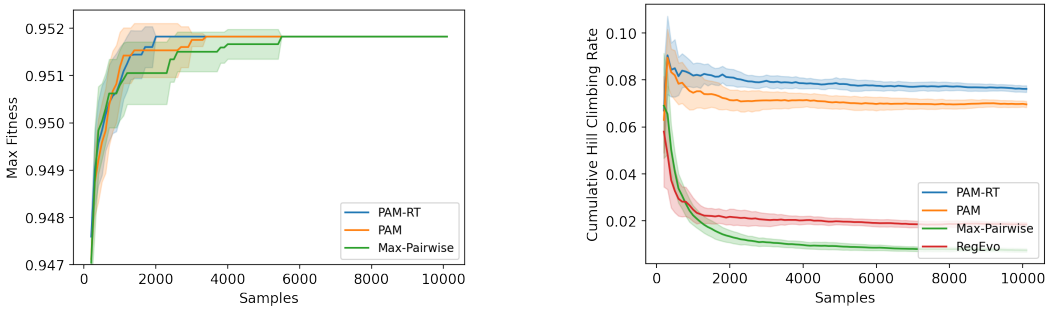 0.952
0.951
0.950
0.949
0.948
0.947
Max Fitness
0 2000 4000 6000 8000 10000
Samples
PAM-RT
PAM
Max-Pairwise
0.10
0.08
0.06
0.04
0.02
Cumulative Hill Climbing Rate
0 2000 4000 6000 8000 10000
Samples
PAM-RT
PAM
Max-Pairwise
RegEvo